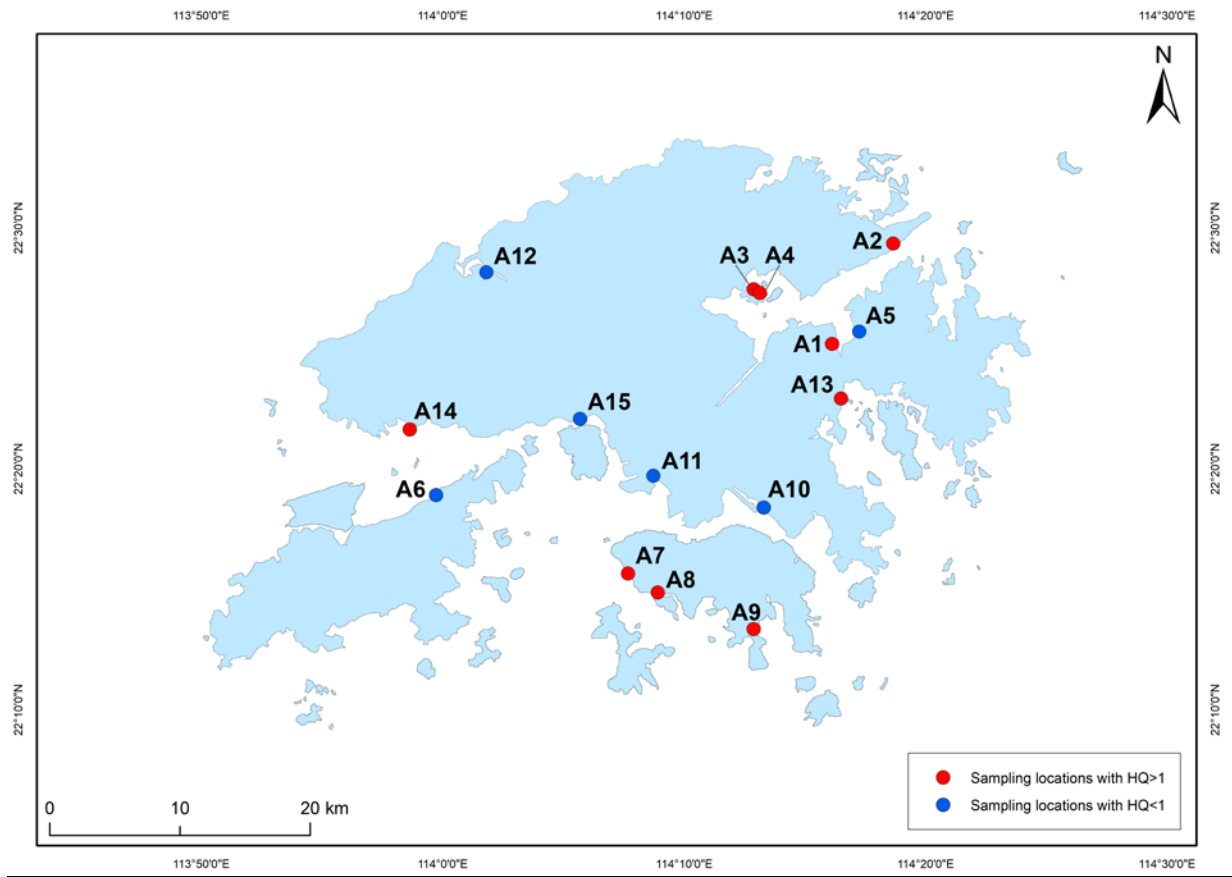 113°50'0"E 114°0'0"E 114°10'0"E 114°20'0"E 114°30'0"E
N
22°30'0"N 22°30'0"N
A2
A3 A4
A12
A5
A1
A13
A14
A15
22°20'0"N 22°20'0"N
A11
A6
A10
A7
A8
A9
22°10'0"N 22°10'0"N
Sampling locations with HQ>1
Sampling locations with HQ<1
0 10 20 km
113°50'0"E 114°0'0"E 114°10'0"E 114°20'0"E 114°30'0"E